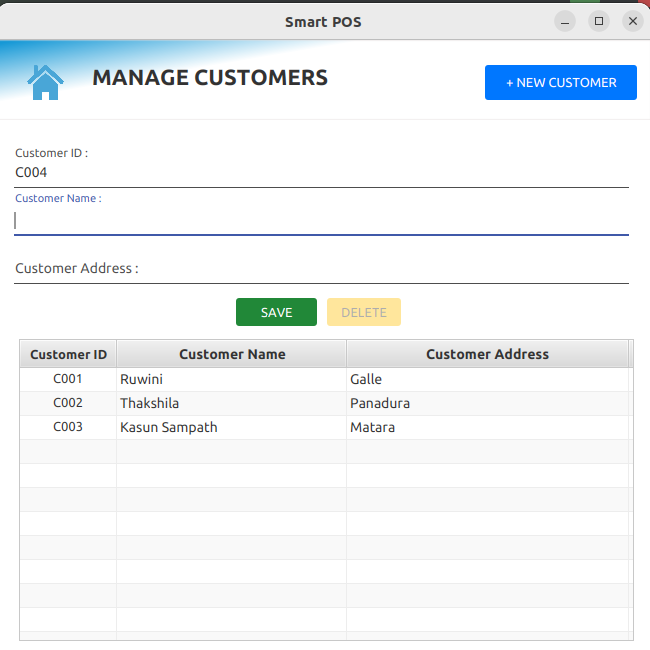 Smart POS
MANAGE CUSTOMERS
+ NEW CUSTOMER
Customer ID :
C004
Customer Name :
Customer Address :
SAVE DELETE
Customer ID Customer Name Customer Address
C001 Ruwini Galle
C002 Thakshila Panadura
C003 Kasun Sampath Matara